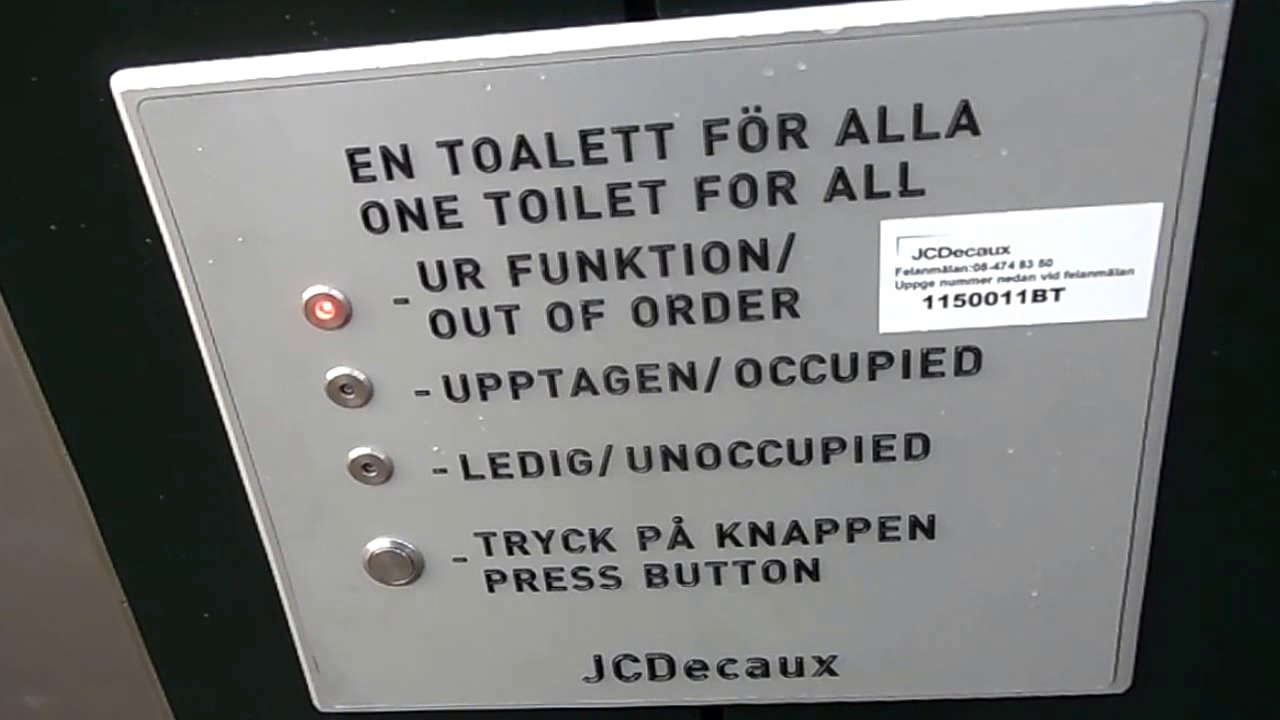 EN TOALETT FÖR ALLA
ONE TOILET FOR ALL
- UR FUNKTION/
OUT OF ORDER
JCDecaux
Felanmälan:08-474 83 50
Uppge nummer nedan vid felanmälan
1150011BT
- UPPTAGEN/OCCUPIED
- LEDIG/UNOCCUPIED
- TRYCK PÅ KNAPPEN
PRESS BUTTON
JCDecaux